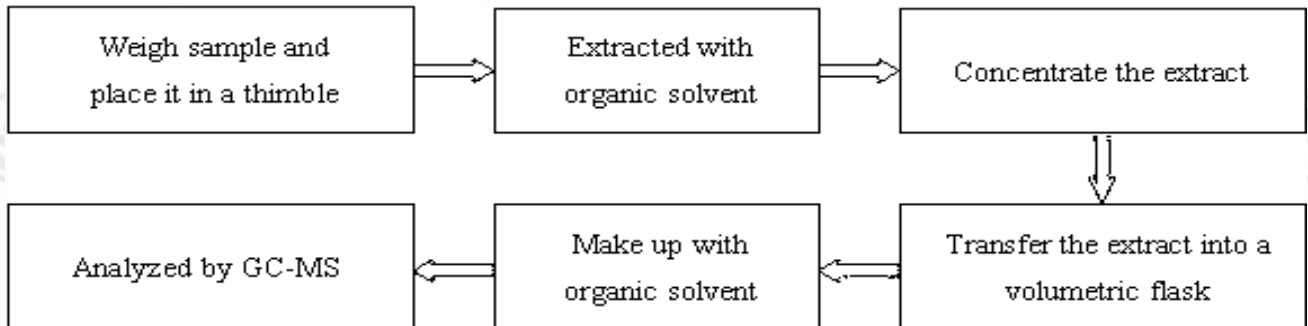 Weigh sample and
place it in a thimble
Extracted with
organic solvent
Concentrate the extract
Transfer the extract into a
volumetric flask
Make up with
organic solvent
Analyzed by GC-MS